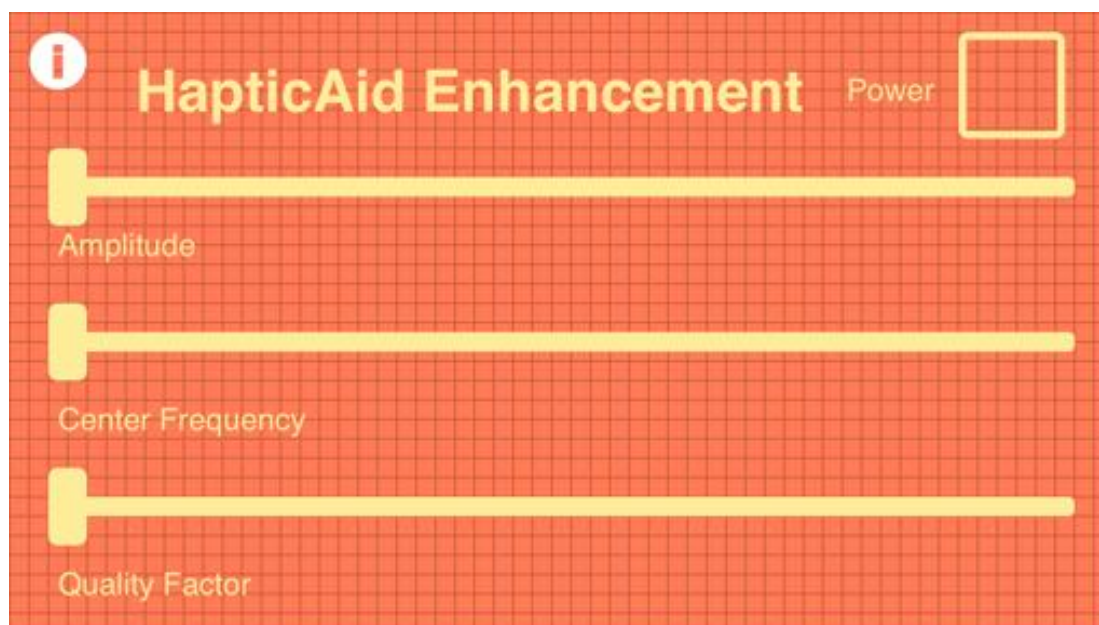 i
HapticAid Enhancement
Power
Amplitude
Center Frequency
Quality Factor